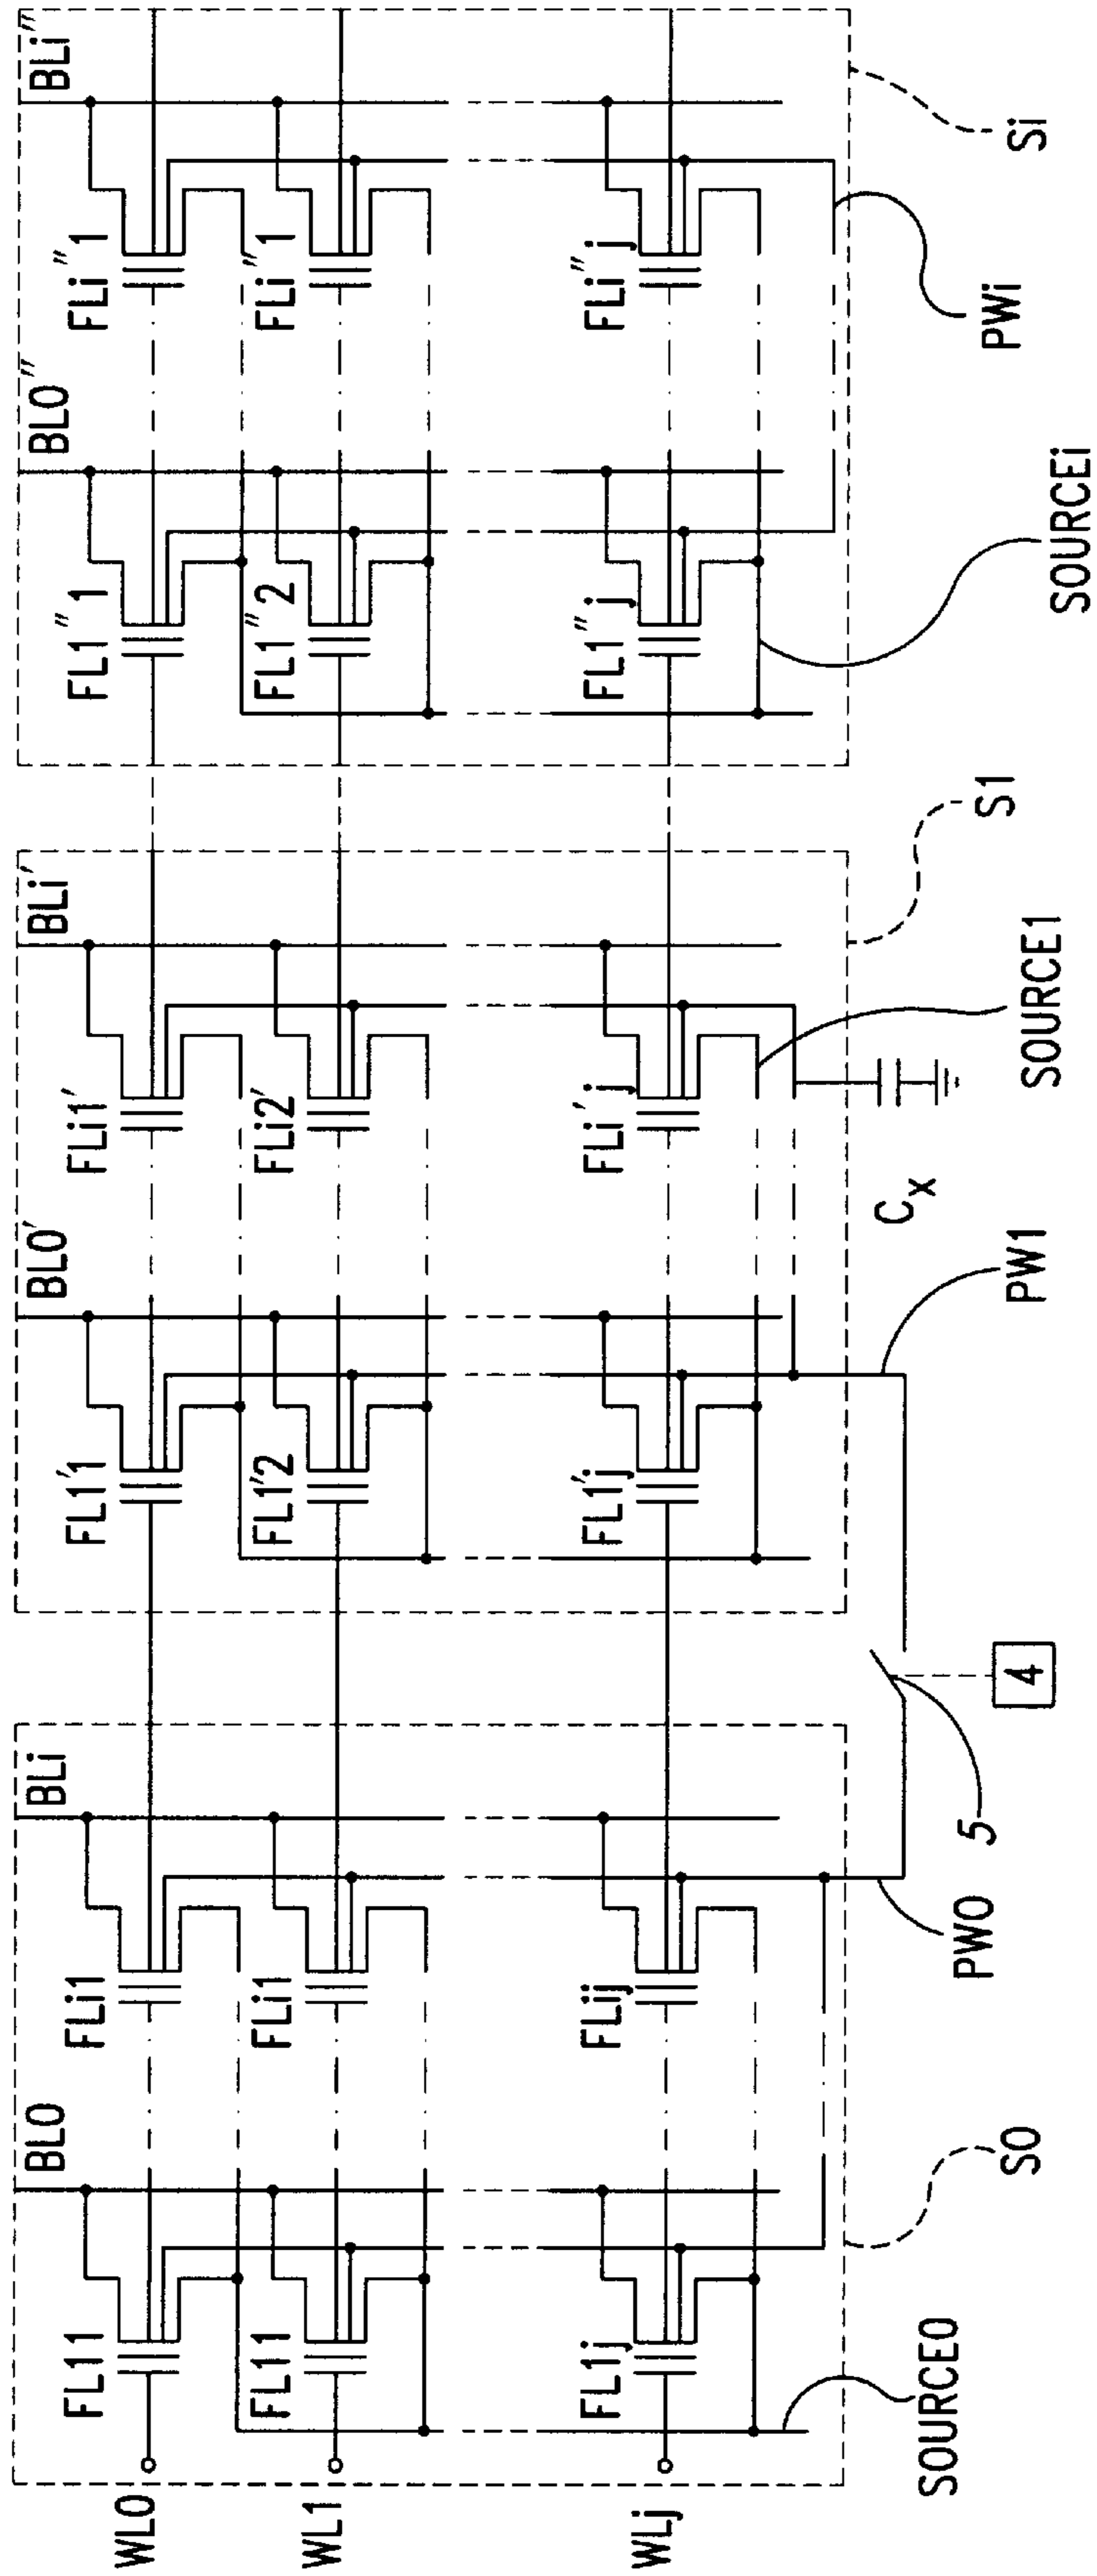 BL0
BLi
BL0'
BLi'
BL0"
BLi"
FL11
FLi1
FL1'1
FLi1'
FL1"1
FLi"1
WL0
FL11
FLi1
FL1'2
FLi2'
FL1"2
FLi"1
WL1
FL1j
FLij
FL1'j
FLi'j
FL1"j
FLi"j
WLj
Cx
SOURCE0
S0
PW0
5
4
PW1
SOURCE1
S1
SOURCEi
PWi
Si